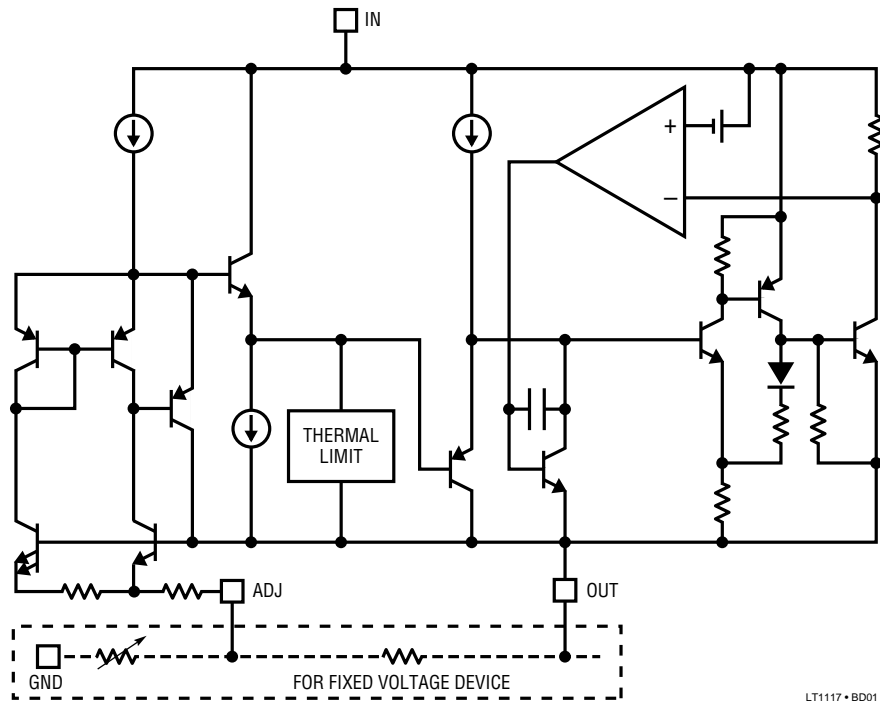 IN
+
−
THERMAL
LIMIT
ADJ
OUT
GND
FOR FIXED VOLTAGE DEVICE
LT1117 • BD01